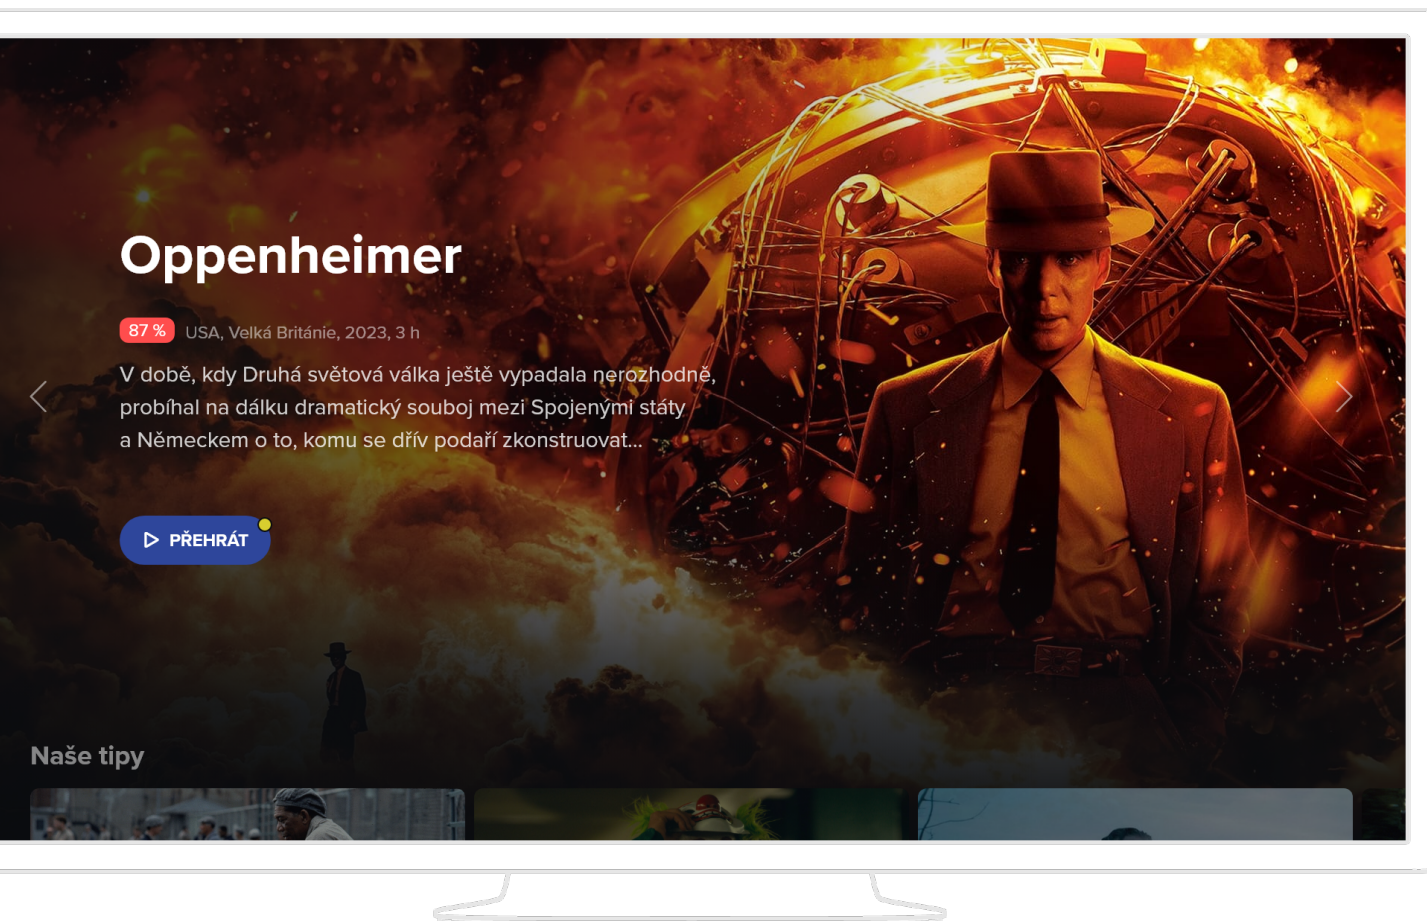 Oppenheimer
87 % USA, Velká Británie, 2023, 3 h
V době, kdy Druhá světová válka ještě vypadala nerozhodně,
probíhal na dálku dramatický souboj mezi Spojenými státy
a Německem o to, komu se dřív podaří zkonstruovat...
PŘEHRÁT
Naše tipy